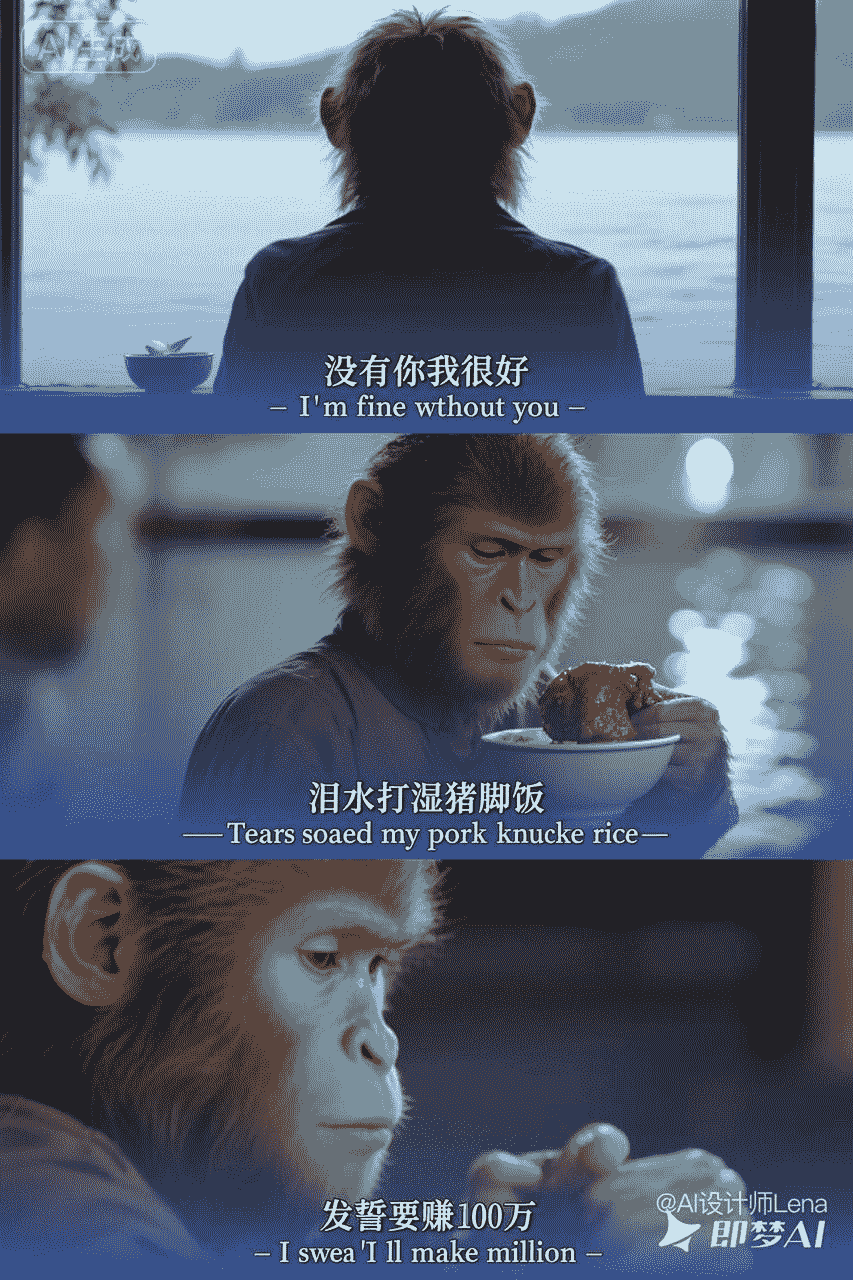 AI生成
没有你我很好
– I'm fine wthout you –
泪水打湿猪脚饭
——Tears soaed my pork knucke rice—
发誓要赚100万
– I swea 'I ll make million –
@AI设计师Lena
即梦AI